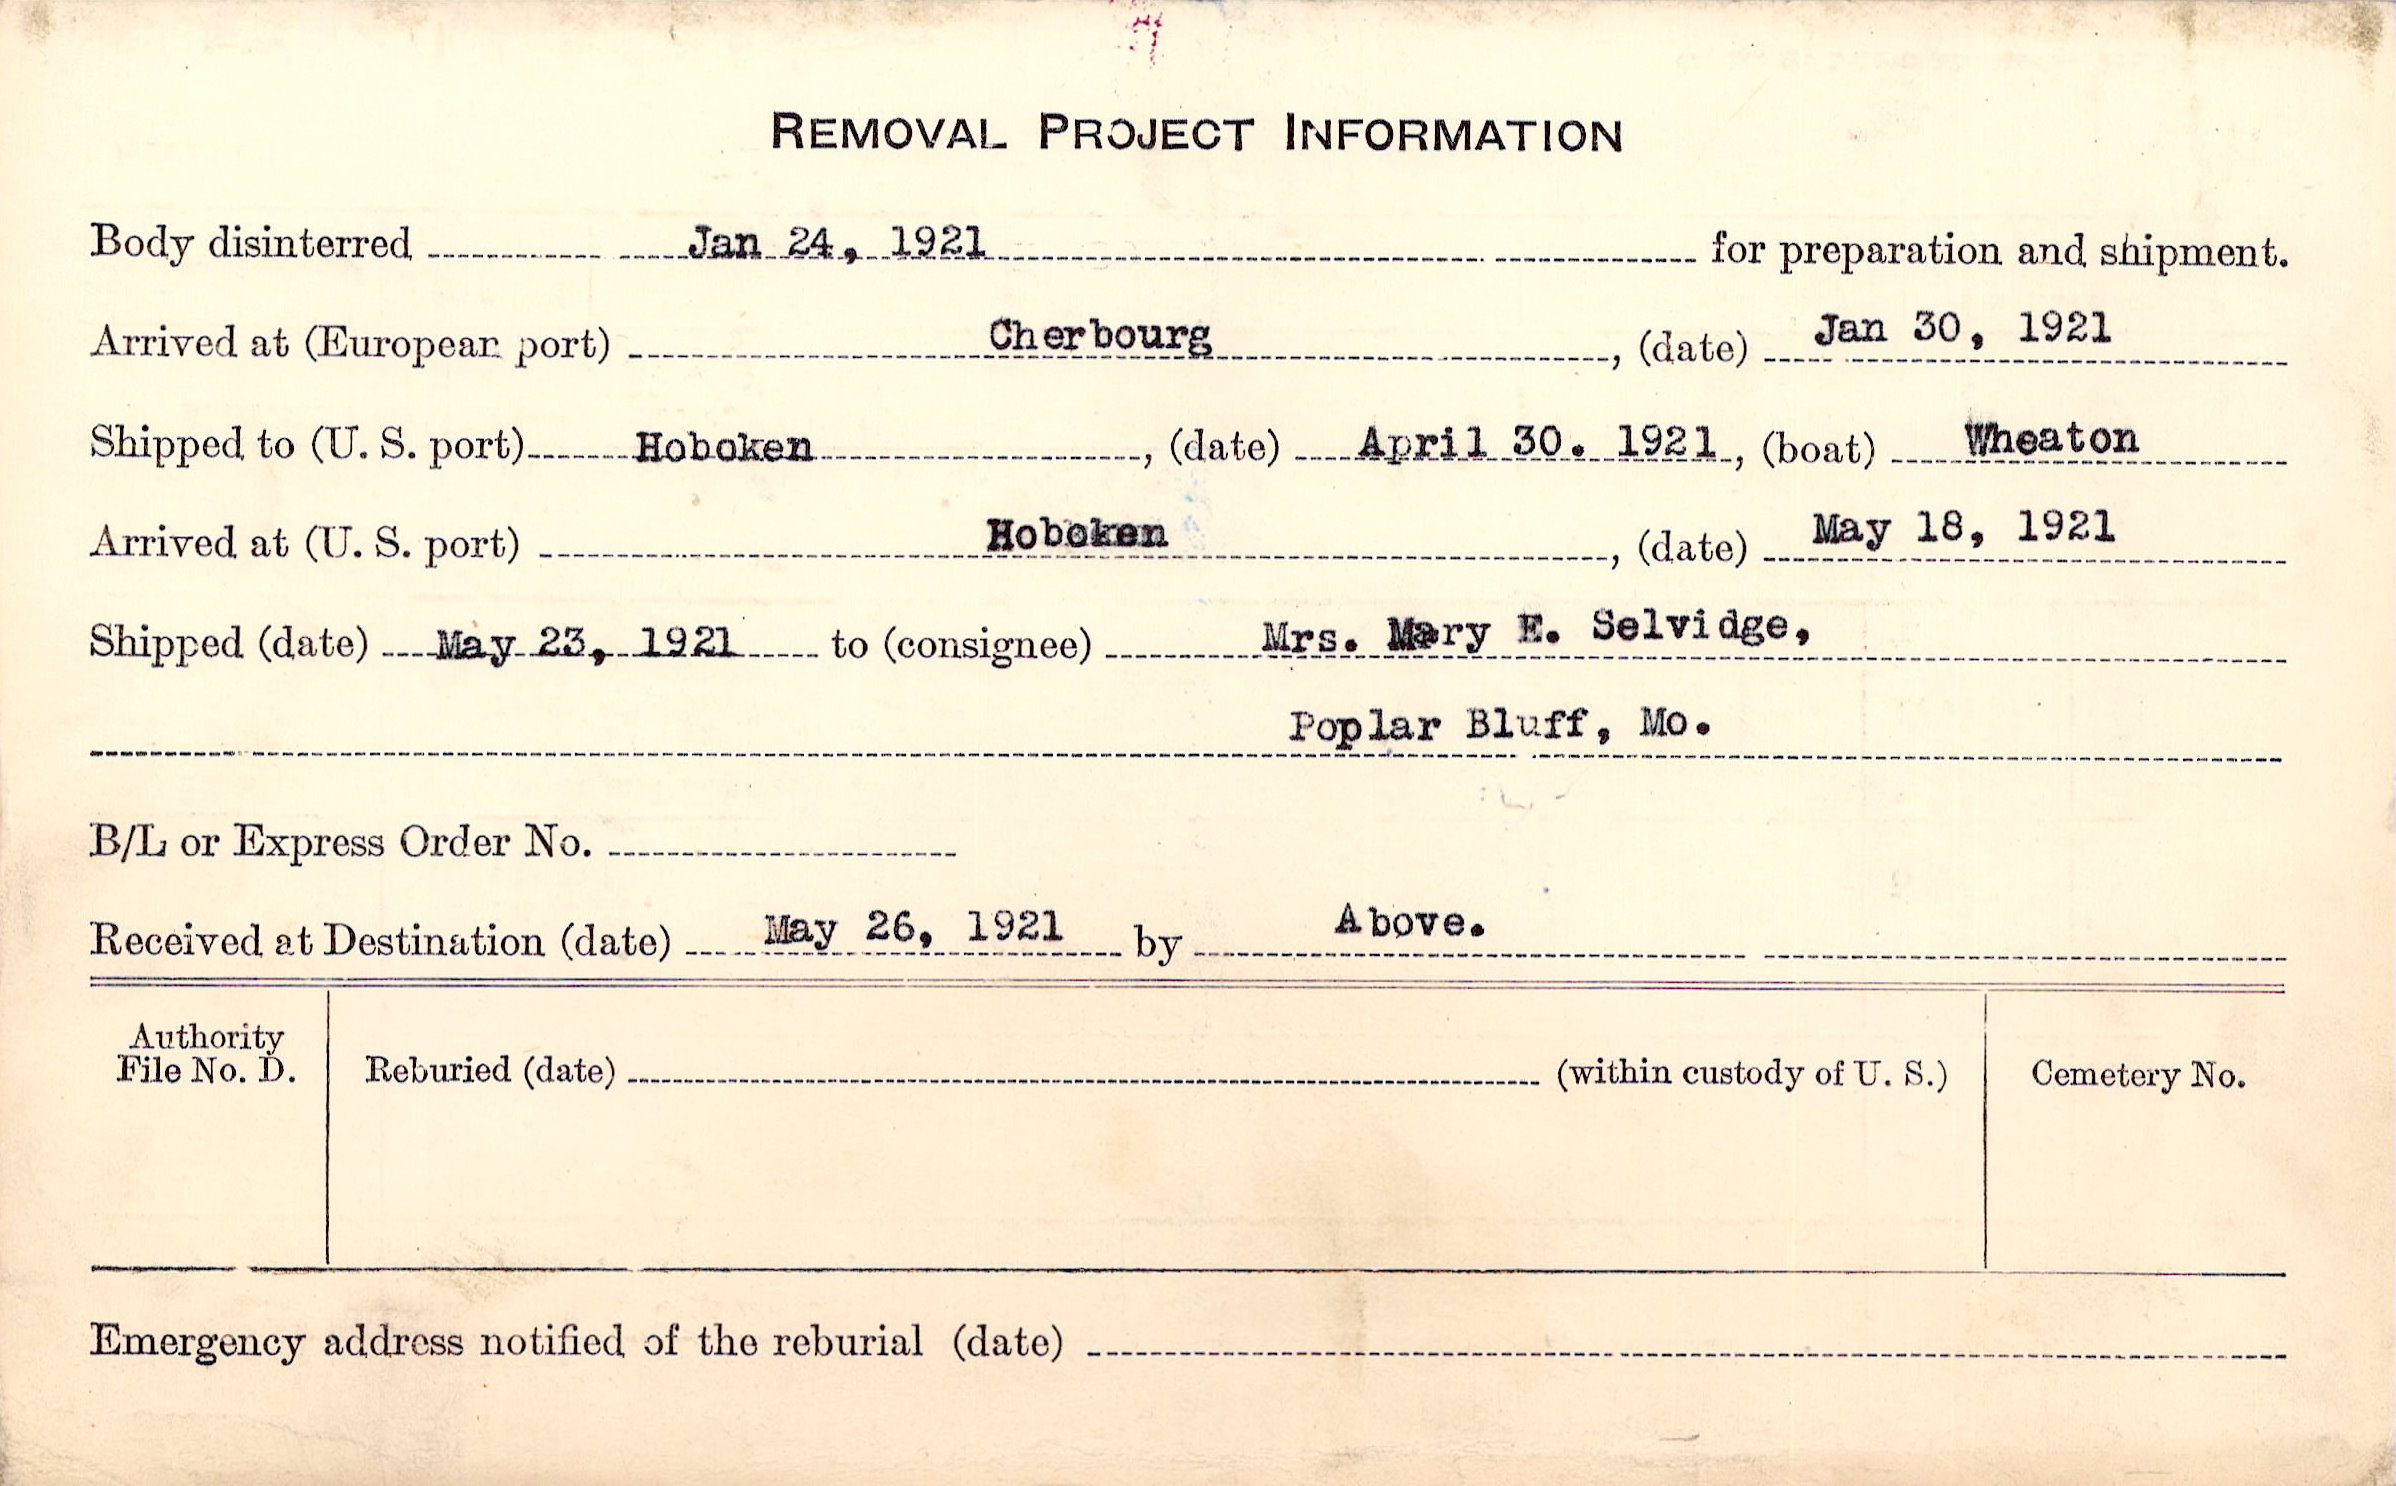 REMOVAL PROJECT INFORMATION
Body disinterred Jan 24, 1921 for preparation and shipment.
Arrived at (European port) Cherbourg, (date) Jan 30, 1921
Shipped to (U. S. port) Hoboken, (date) April 30. 1921, (boat) Wheaton
Arrived at (U. S. port) Hoboken, (date) May 18, 1921
Shipped (date) May 23, 1921 to (consignee) Mrs. Mary E. Selvidge,
Poplar Bluff, Mo.
B/L or Express Order No.
Received at Destination (date) May 26, 1921 by Above.
Authority
File No. D. Reburied (date) (within custody of U. S.) Cemetery No.
Emergency address notified of the reburial (date)